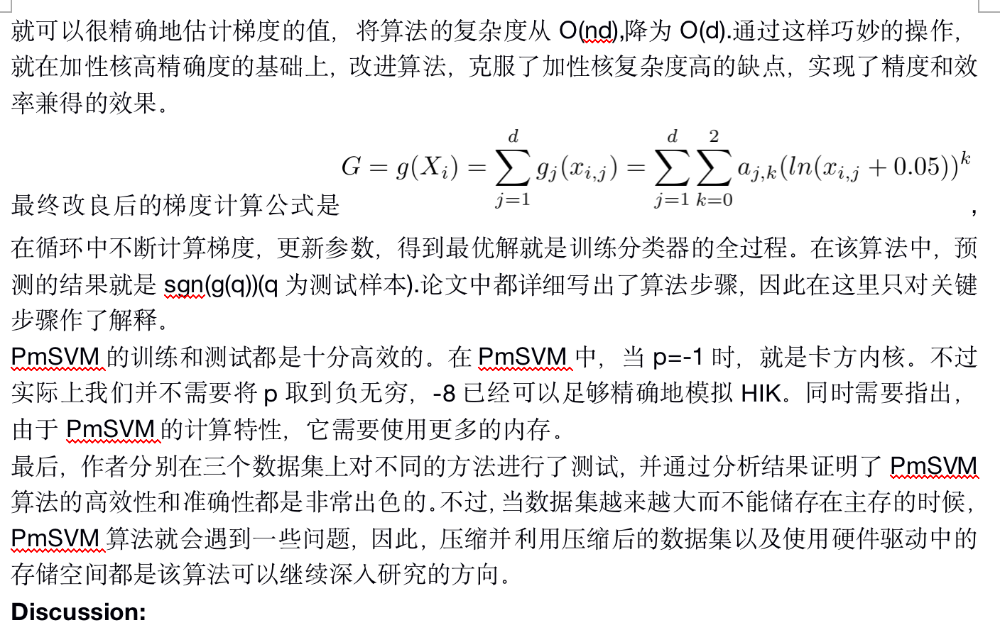 就可以很精确地估计梯度的值，将算法的复杂度从 O(nd),降为 O(d).通过这样巧妙的操作，
就在加性核高精确度的基础上，改进算法，克服了加性核复杂度高的缺点，实现了精度和效
率兼得的效果。
最终改良后的梯度计算公式是 G = g(X_i) = \sum_{j=1}^{d} g_j(x_{i,j}) = \sum_{j=1}^{d} \sum_{k=0}^{2} a_{j,k}(ln(x_{i,j} + 0.05))^k ，
在循环中不断计算梯度，更新参数，得到最优解就是训练分类器的全过程。在该算法中，预
测的结果就是 sgn(g(q))(q 为测试样本).论文中都详细写出了算法步骤，因此在这里只对关键
步骤作了解释。
PmSVM 的训练和测试都是十分高效的。在 PmSVM 中，当 p=-1 时，就是卡方内核。不过
实际上我们并不需要将 p 取到负无穷，-8 已经可以足够精确地模拟 HIK。同时需要指出，
由于 PmSVM 的计算特性，它需要使用更多的内存。
最后，作者分别在三个数据集上对不同的方法进行了测试，并通过分析结果证明了 PmSVM
算法的高效性和准确性都是非常出色的。不过，当数据集越来越大而不能储存在主存的时候，
PmSVM 算法就会遇到一些问题，因此，压缩并利用压缩后的数据集以及使用硬件驱动中的
存储空间都是该算法可以继续深入研究的方向。
Discussion: